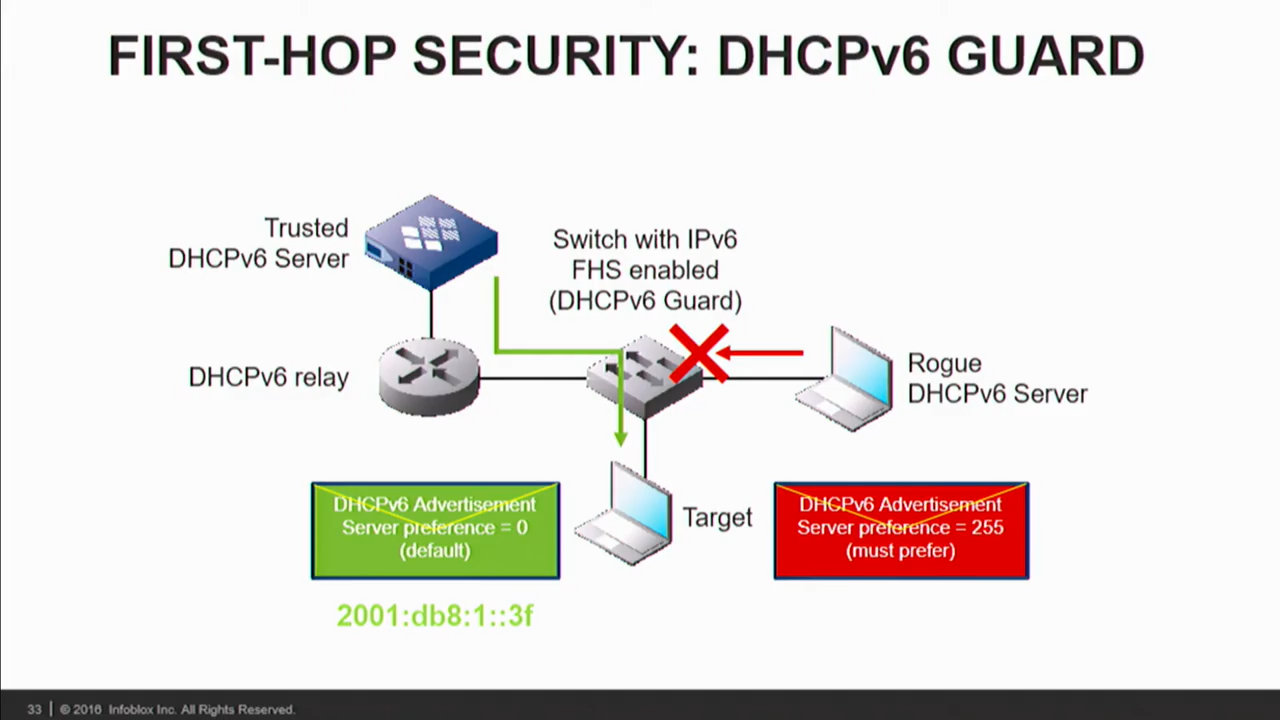 FIRST-HOP SECURITY: DHCPv6 GUARD
Trusted
DHCPv6 Server
Switch with IPv6
FHS enabled
(DHCPv6 Guard)
DHCPv6 relay
Rogue
DHCPv6 Server
Target
DHCPv6 Advertisement
Server preference = 0
(default)
DHCPv6 Advertisement
Server preference = 255
(must prefer)
2001:db8:1::3f
33 | © 2016 Infoblox Inc. All Rights Reserved.